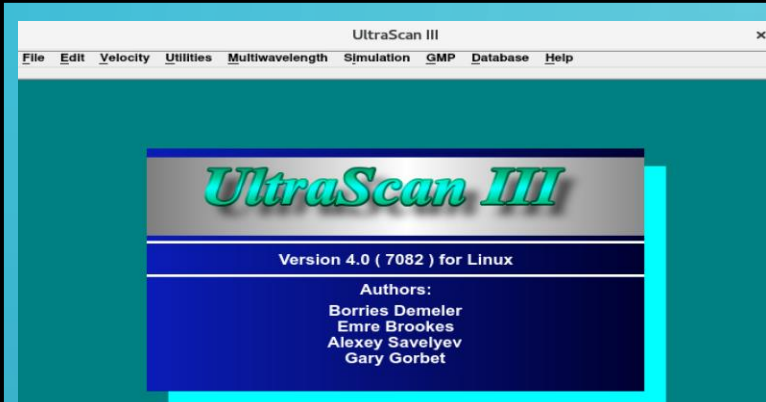 UltraScan III ×
File Edit Velocity Utilities Multiwavelength Simulation GMP Database Help
UltraScan III
Version 4.0 ( 7082 ) for Linux
Authors:
Borries Demeler
Emre Brookes
Alexey Savelyev
Gary Gorbet